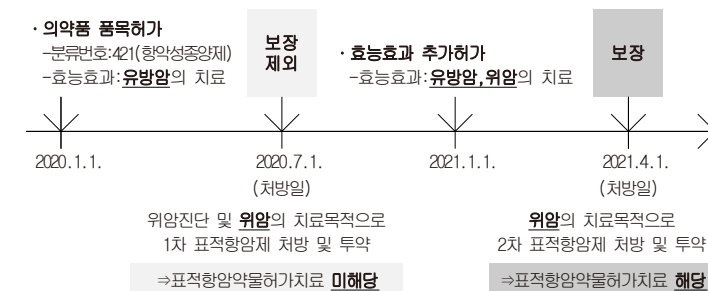 · 의약품 품목허가
-분류번호:421(항악성종양제)
-효능효과:유방암의 치료
보장
제외
· 효능효과 추가허가
-효능효과:유방암,위암의 치료
보장
2020.1.1.
2020.7.1.
(처방일)
2021.1.1.
2021.4.1.
(처방일)
위암진단 및 위암의 치료목적으로
1차 표적항암제 처방 및 투약
⇒표적항암약물허가치료 미해당
위암의 치료목적으로
2차 표적항암제 처방 및 투약
⇒표적항암약물허가치료 해당